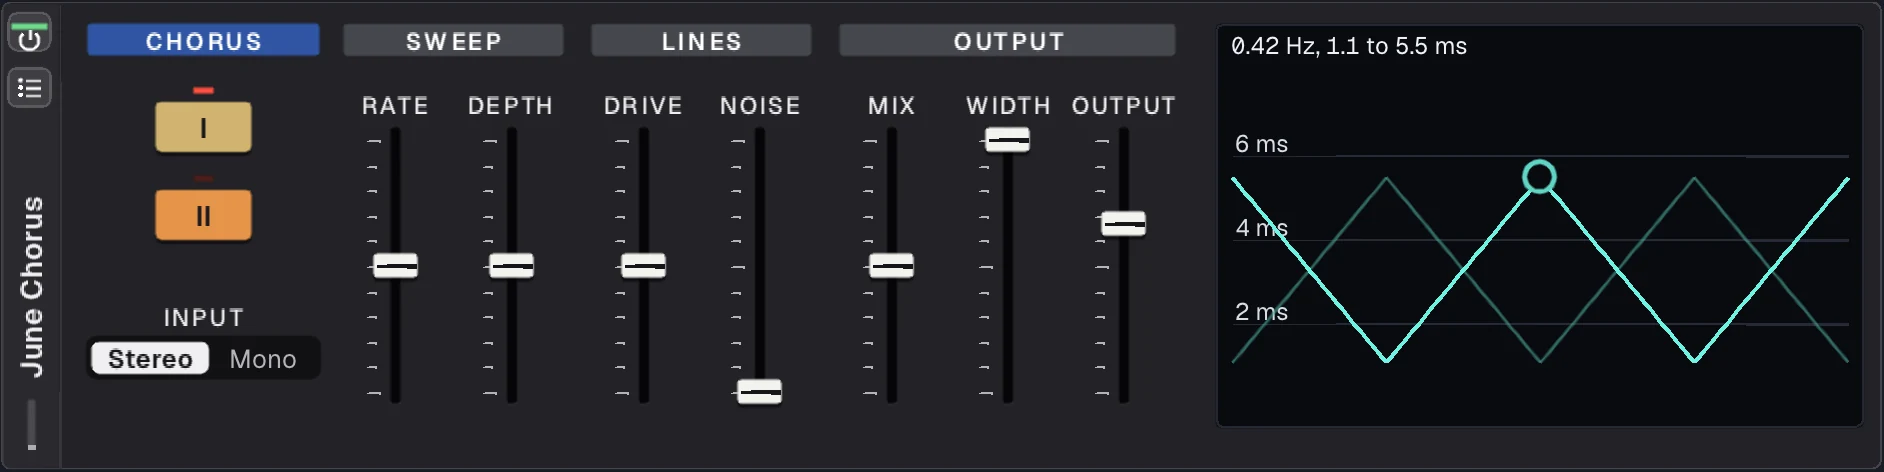 June Chorus
CHORUS
I
II
INPUT
Stereo Mono
SWEEP
RATE DEPTH
LINES
DRIVE NOISE
OUTPUT
MIX WIDTH OUTPUT
0.42 Hz, 1.1 to 5.5 ms
6 ms
4 ms
2 ms